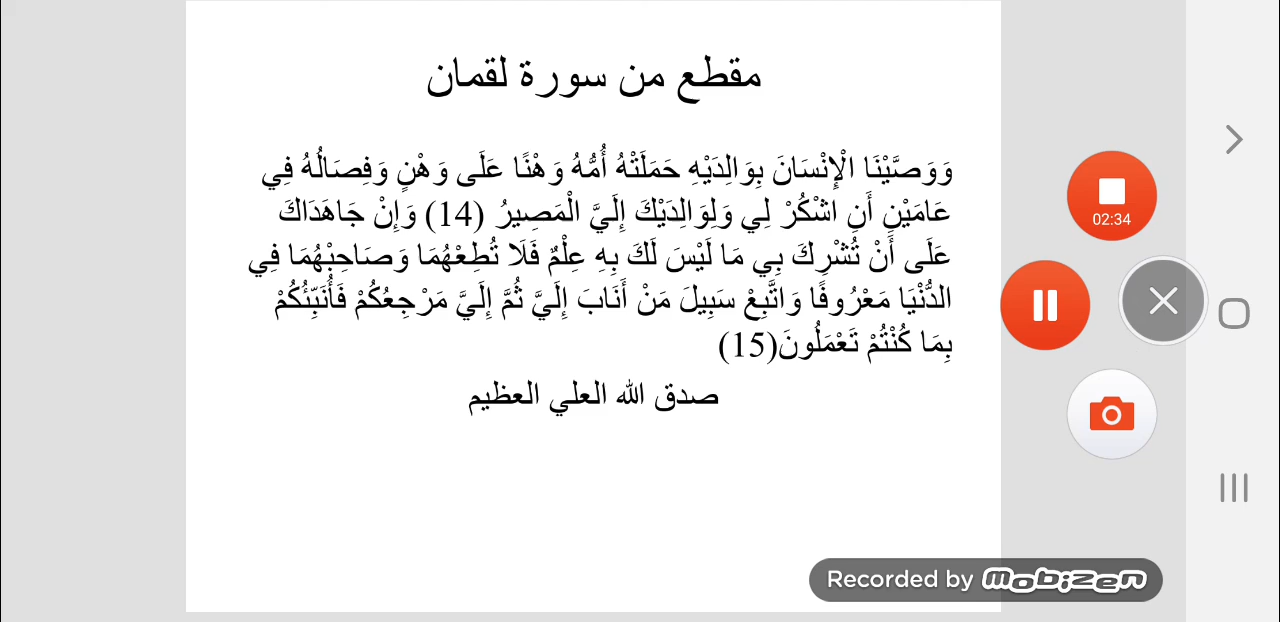 مقطع من سورة لقمان
وَوَصَّيْنَا الْإِنْسَانَ بِوَالِدَيْهِ حَمَلَتْهُ أُمُّهُ وَهْنًا عَلَى وَهْنٍ وَفِصَالُهُ فِي
عَامَيْنِ أَنِ اشْكُرْ لِي وَلِوَالِدَيْكَ إِلَيَّ الْمَصِيرُ (14) وَإِنْ جَاهَدَاكَ
عَلَى أَنْ تُشْرِكَ بِي مَا لَيْسَ لَكَ بِهِ عِلْمٌ فَلَا تُطِعْهُمَا وَصَاحِبْهُمَا فِي
الدُّنْيَا مَعْرُوفًا وَاتَّبِعْ سَبِيلَ مَنْ أَنَابَ إِلَيَّ ثُمَّ إِلَيَّ مَرْجِعُكُمْ فَأُنَبِّئُكُمْ
بِمَا كُنْتُمْ تَعْمَلُونَ(15)
صدق الله العلي العظيم
02:34
Recorded by mobizen